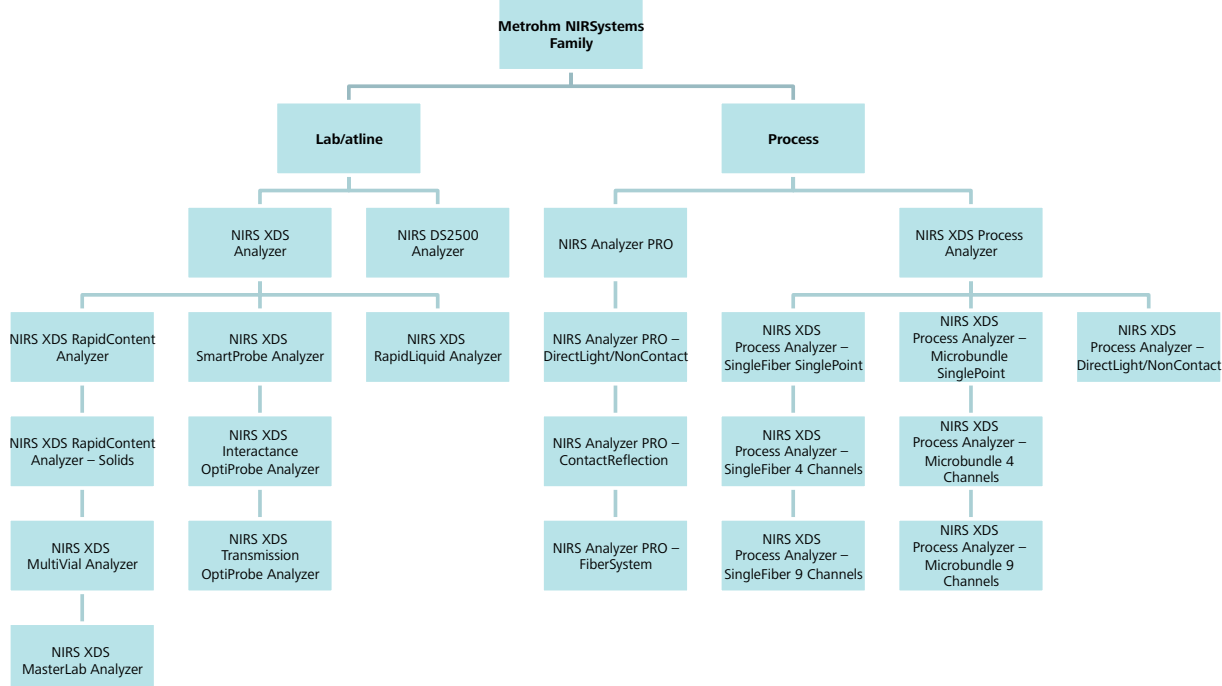 Metrohm NIRSystems
Family
Lab/atline
Process
NIRS XDS
Analyzer
NIRS DS2500
Analyzer
NIRS Analyzer PRO
NIRS XDS Process
Analyzer
NIRS XDS RapidContent
Analyzer
NIRS XDS
SmartProbe Analyzer
NIRS XDS
RapidLiquid Analyzer
NIRS Analyzer PRO –
DirectLight/NonContact
NIRS XDS
Process Analyzer –
SingleFiber SinglePoint
NIRS XDS
Process Analyzer –
Microbundle
SinglePoint
NIRS XDS
Process Analyzer –
DirectLight/NonContact
NIRS XDS RapidContent
Analyzer – Solids
NIRS XDS
Interactance
OptiProbe Analyzer
NIRS Analyzer PRO –
ContactReflection
NIRS XDS
Process Analyzer –
SingleFiber 4 Channels
NIRS XDS
Process Analyzer –
Microbundle 4
Channels
NIRS XDS
MultiVial Analyzer
NIRS XDS
Transmission
OptiProbe Analyzer
NIRS Analyzer PRO –
FiberSystem
NIRS XDS
Process Analyzer –
SingleFiber 9 Channels
NIRS XDS
Process Analyzer –
Microbundle 9
Channels
NIRS XDS
MasterLab Analyzer